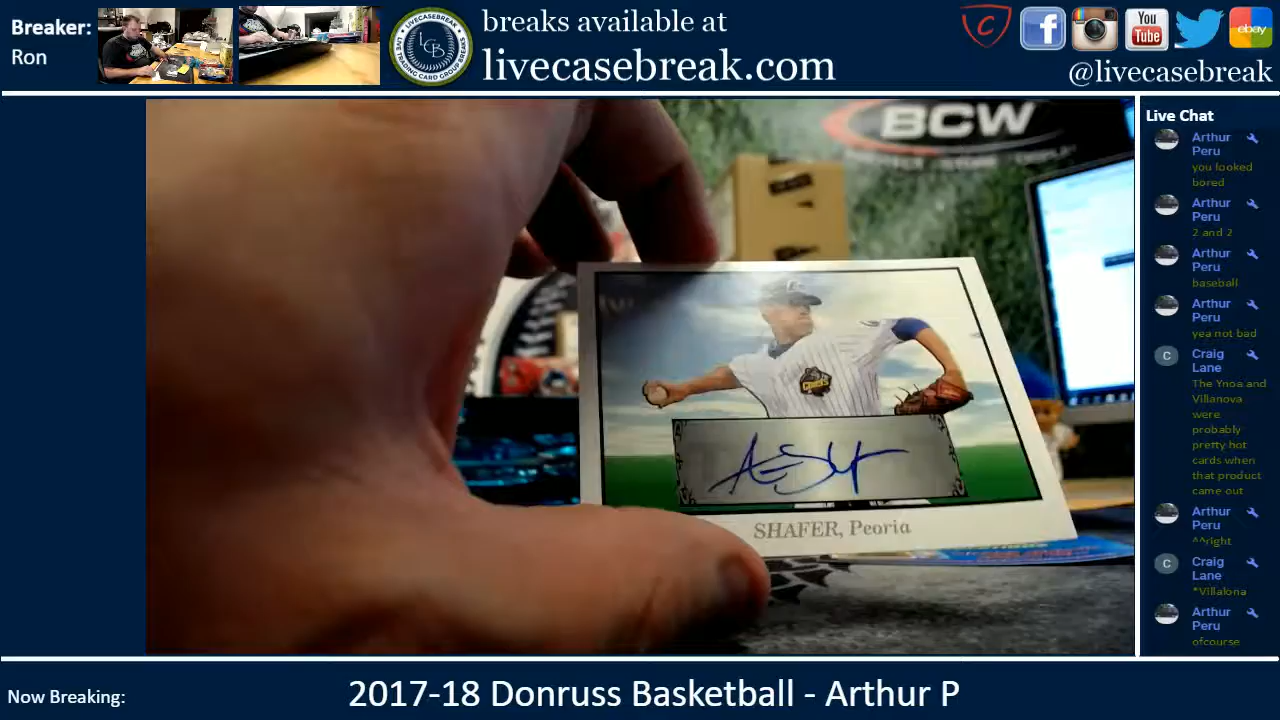 Breaker:
Ron
breaks available at
livecasebreak.com
You
Tube
ebay
@livecasebreak
BCW
SHAFER, Peoria
Live Chat
Arthur
Peru
you looked
bored
Arthur
Peru
2 and 2
Arthur
Peru
baseball
Arthur
Peru
yea not bad
C
Craig
Lane
The Ynoa and
Villanova
were
probably
pretty hot
cards when
that product
came out
Arthur
Peru
^^right
C
Craig
Lane
*Villalona
Arthur
Peru
ofcourse
Now Breaking:
2017-18 Donruss Basketball - Arthur P